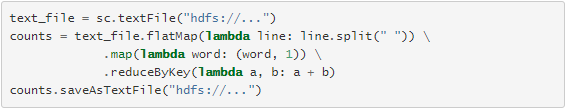 text_file = sc.textFile("hdfs://...")
counts = text_file.flatMap(lambda line: line.split(" ")) \
             .map(lambda word: (word, 1)) \
             .reduceByKey(lambda a, b: a + b)
counts.saveAsTextFile("hdfs://...")